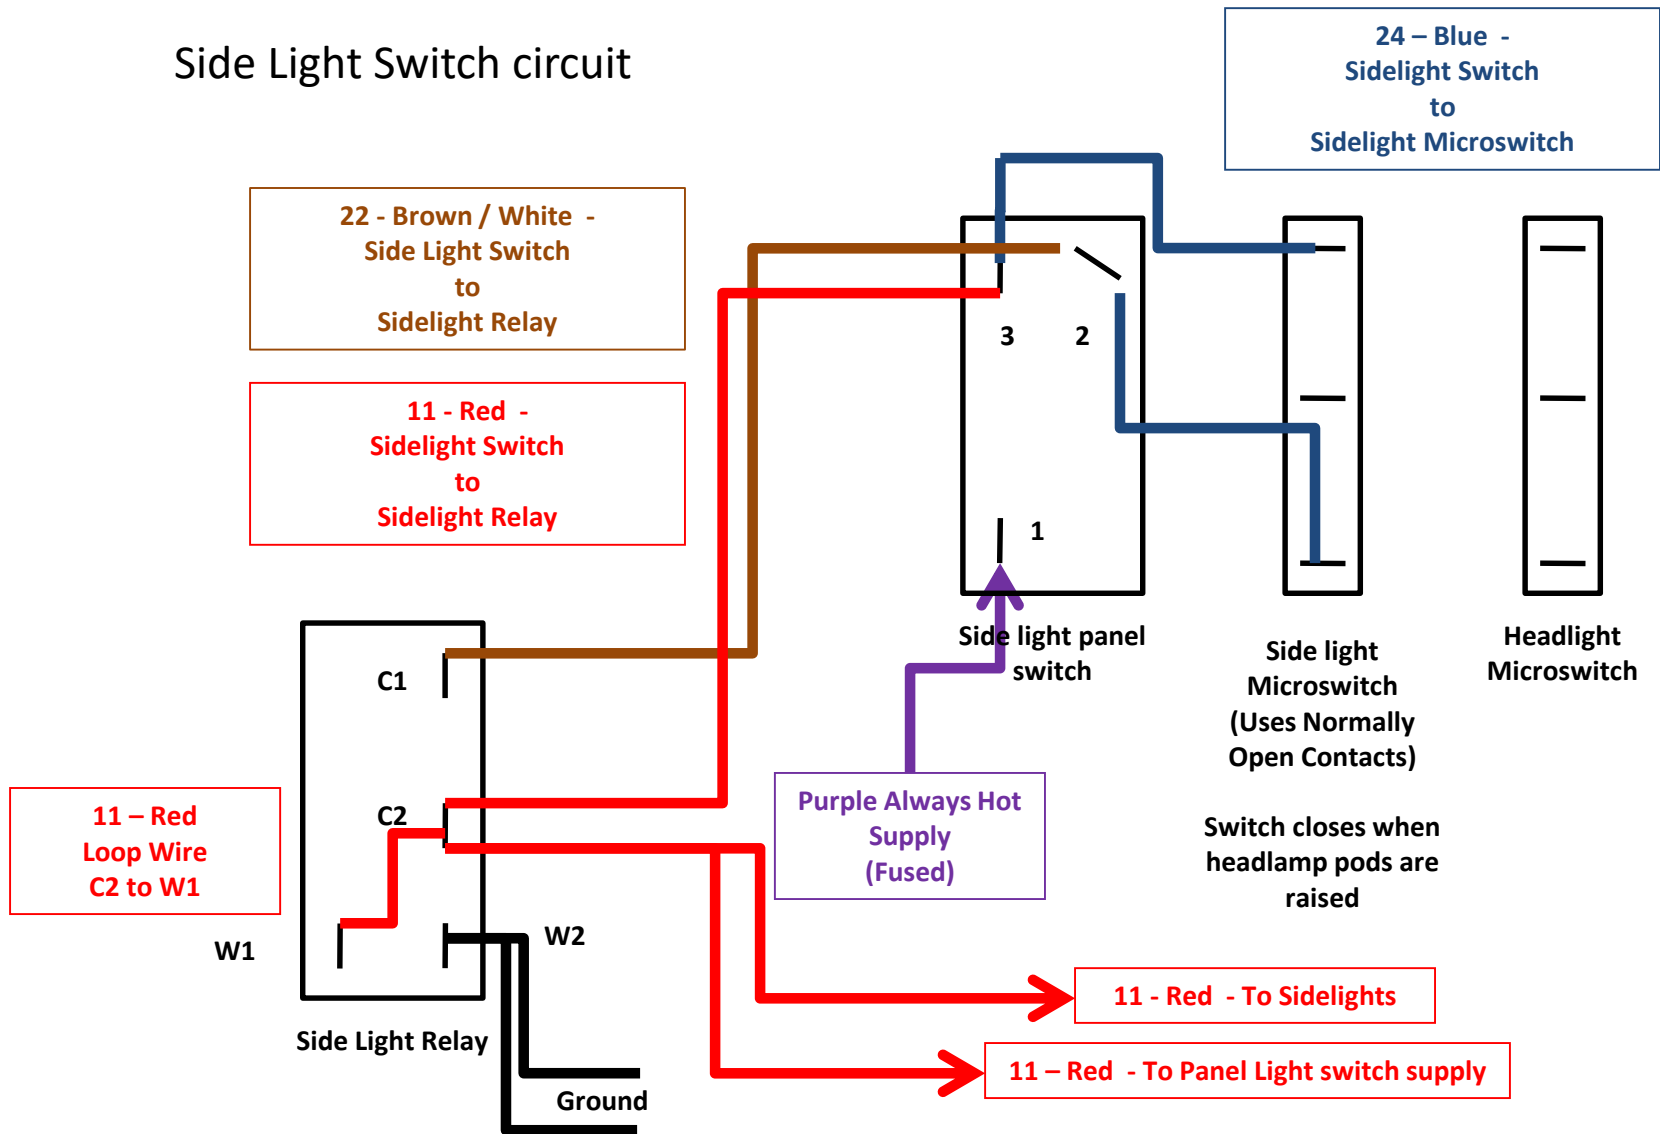 Side Light Switch circuit
24 – Blue -
Sidelight Switch
to
Sidelight Microswitch
22 - Brown / White -
Side Light Switch
to
Sidelight Relay
11 - Red -
Sidelight Switch
to
Sidelight Relay
3
2
1
Side light panel
switch
Side light
Microswitch
(Uses Normally
Open Contacts)
Switch closes when
headlamp pods are
raised
Headlight
Microswitch
C1
C2
W1
W2
11 – Red
Loop Wire
C2 to W1
Purple Always Hot
Supply
(Fused)
Side Light Relay
Ground
11 - Red - To Sidelights
11 – Red - To Panel Light switch supply